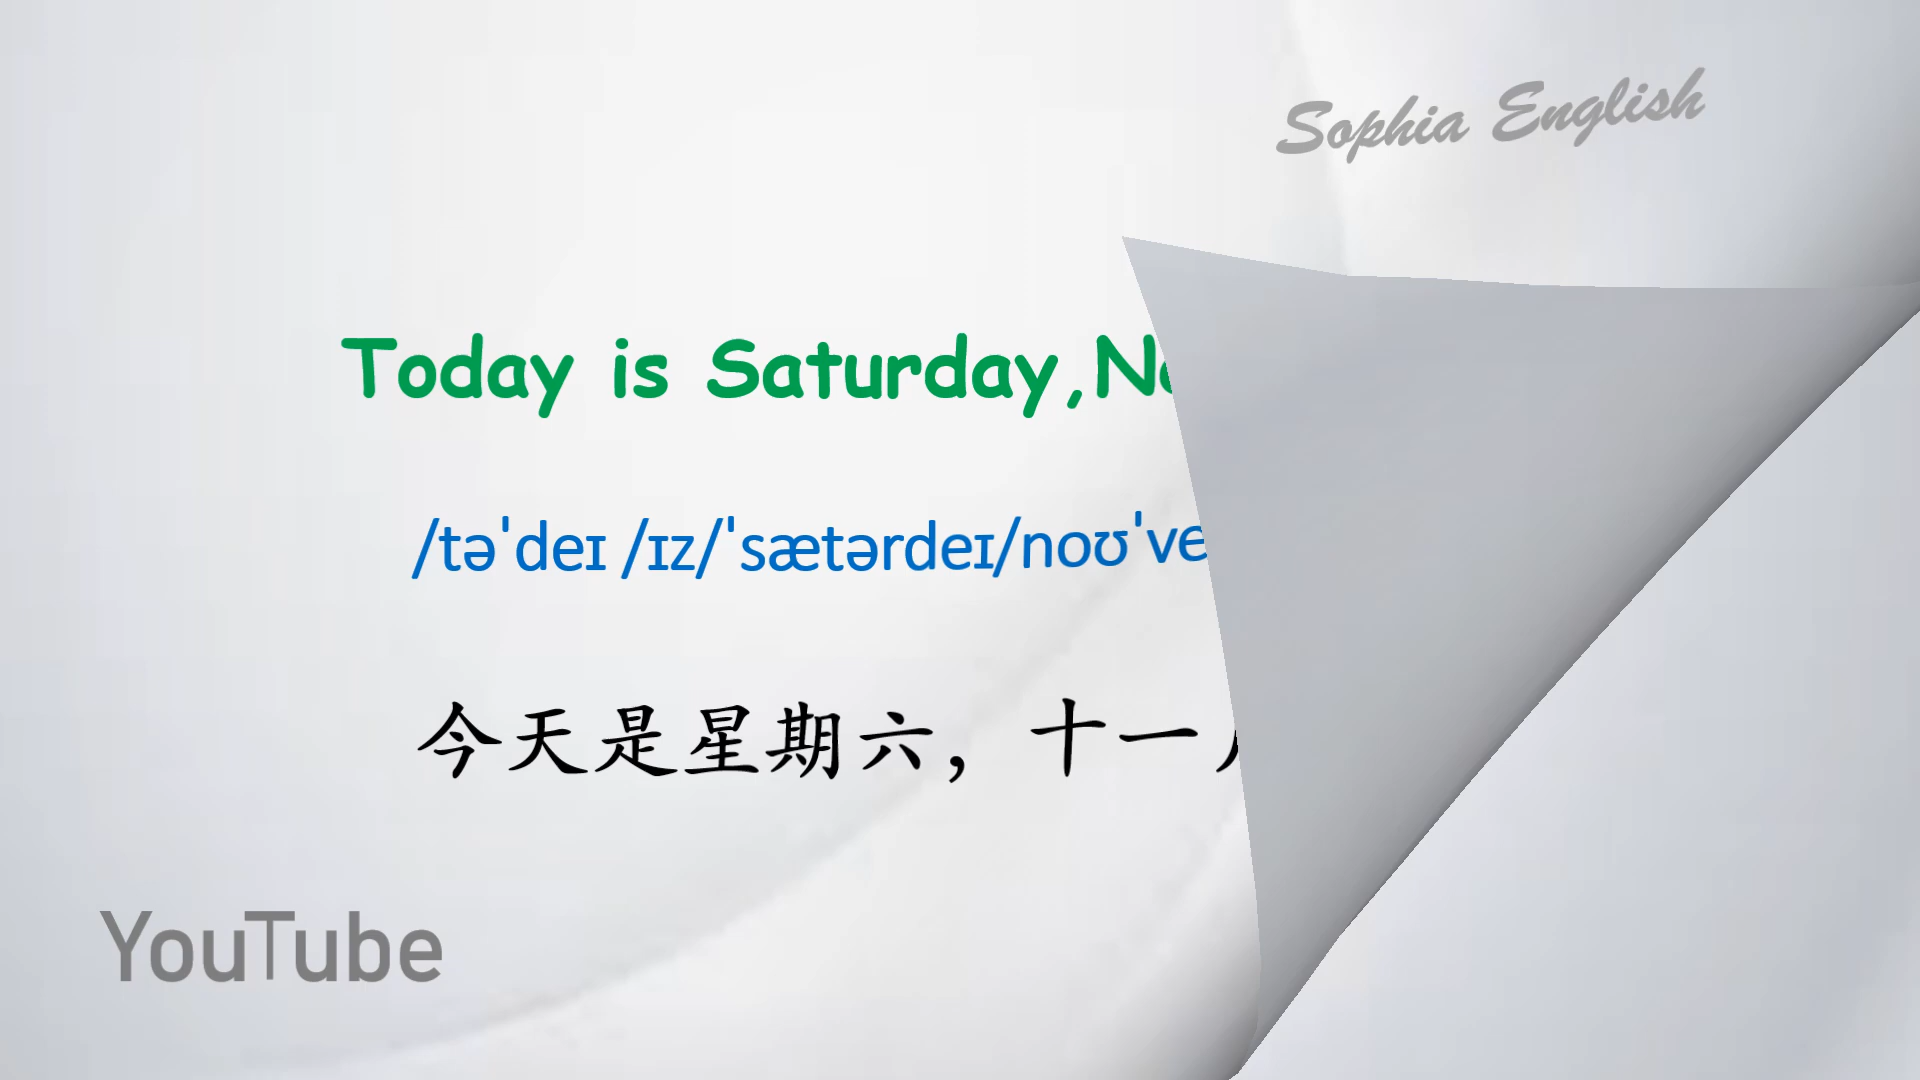 Sophia English
Today is Saturday,
/təˈdeɪ /ɪz/ˈsætərdeɪ/noʊˈve
今天是星期六，十一
YouTube